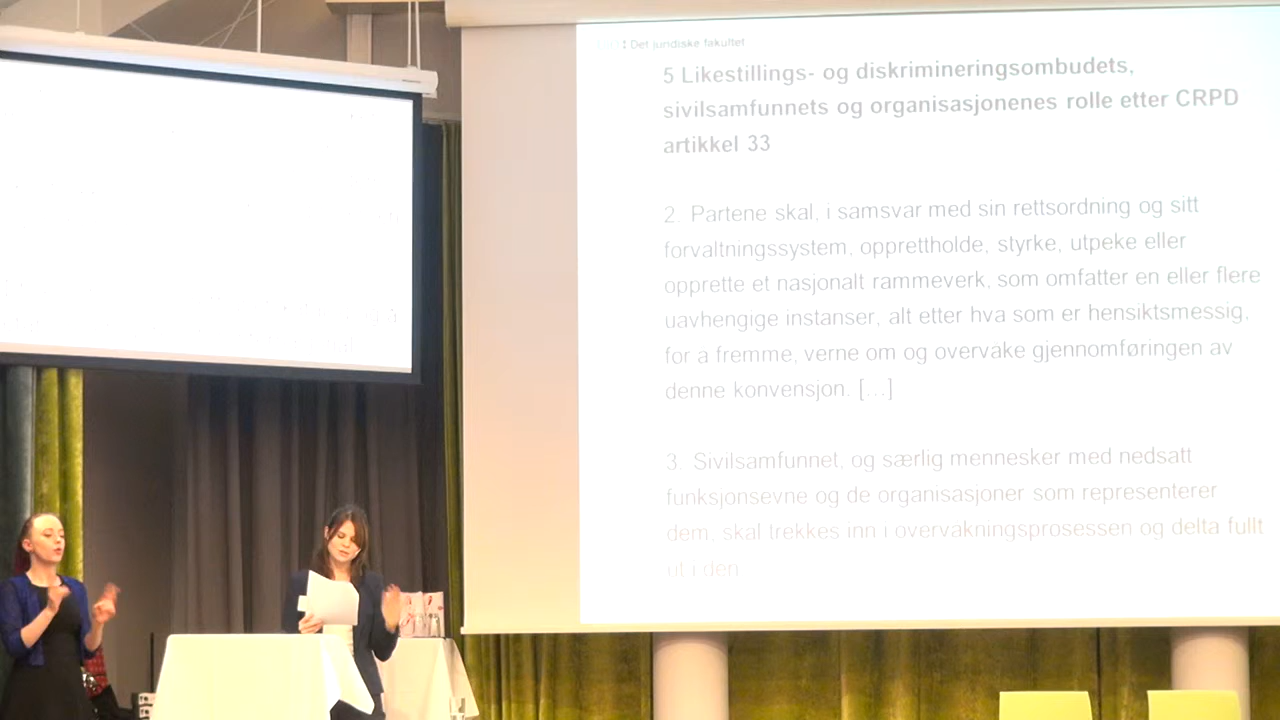 Det juridiske fakultet
5 Likestillings- og diskrimineringsombudets,
sivilsamfunnets og organisasjonenes rolle etter CRPD
artikkel 33
2. Partene skal, i samsvar med sin rettsordning og sitt
forvaltningssystem, opprettholde, styrke, utpeke eller
opprette et nasjonalt rammeverk, som omfatter en eller flere
uavhengige instanser, alt etter hva som er hensiktsmessig,
for å fremme, verne om og overvåke gjennomføringen av
denne konvensjon. [...]
3. Sivilsamfunnet, og særlig mennesker med nedsatt
funksjonsevne og de organisasjoner som representerer
dem, skal trekkes inn i overvåkningsprosessen og delta fullt
ut i den